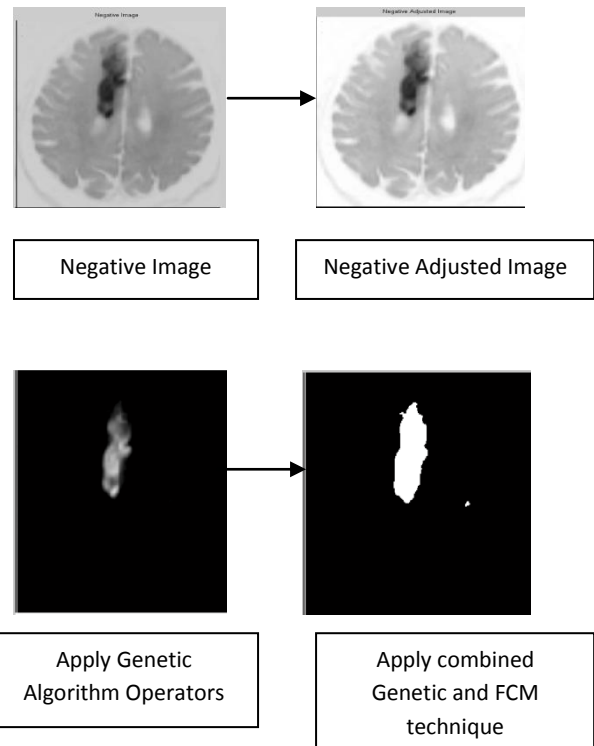 Negative Image
Negative Adjusted Image
Negative Image
Negative Adjusted Image
Apply Genetic
Algorithm Operators
Apply combined
Genetic and FCM
technique